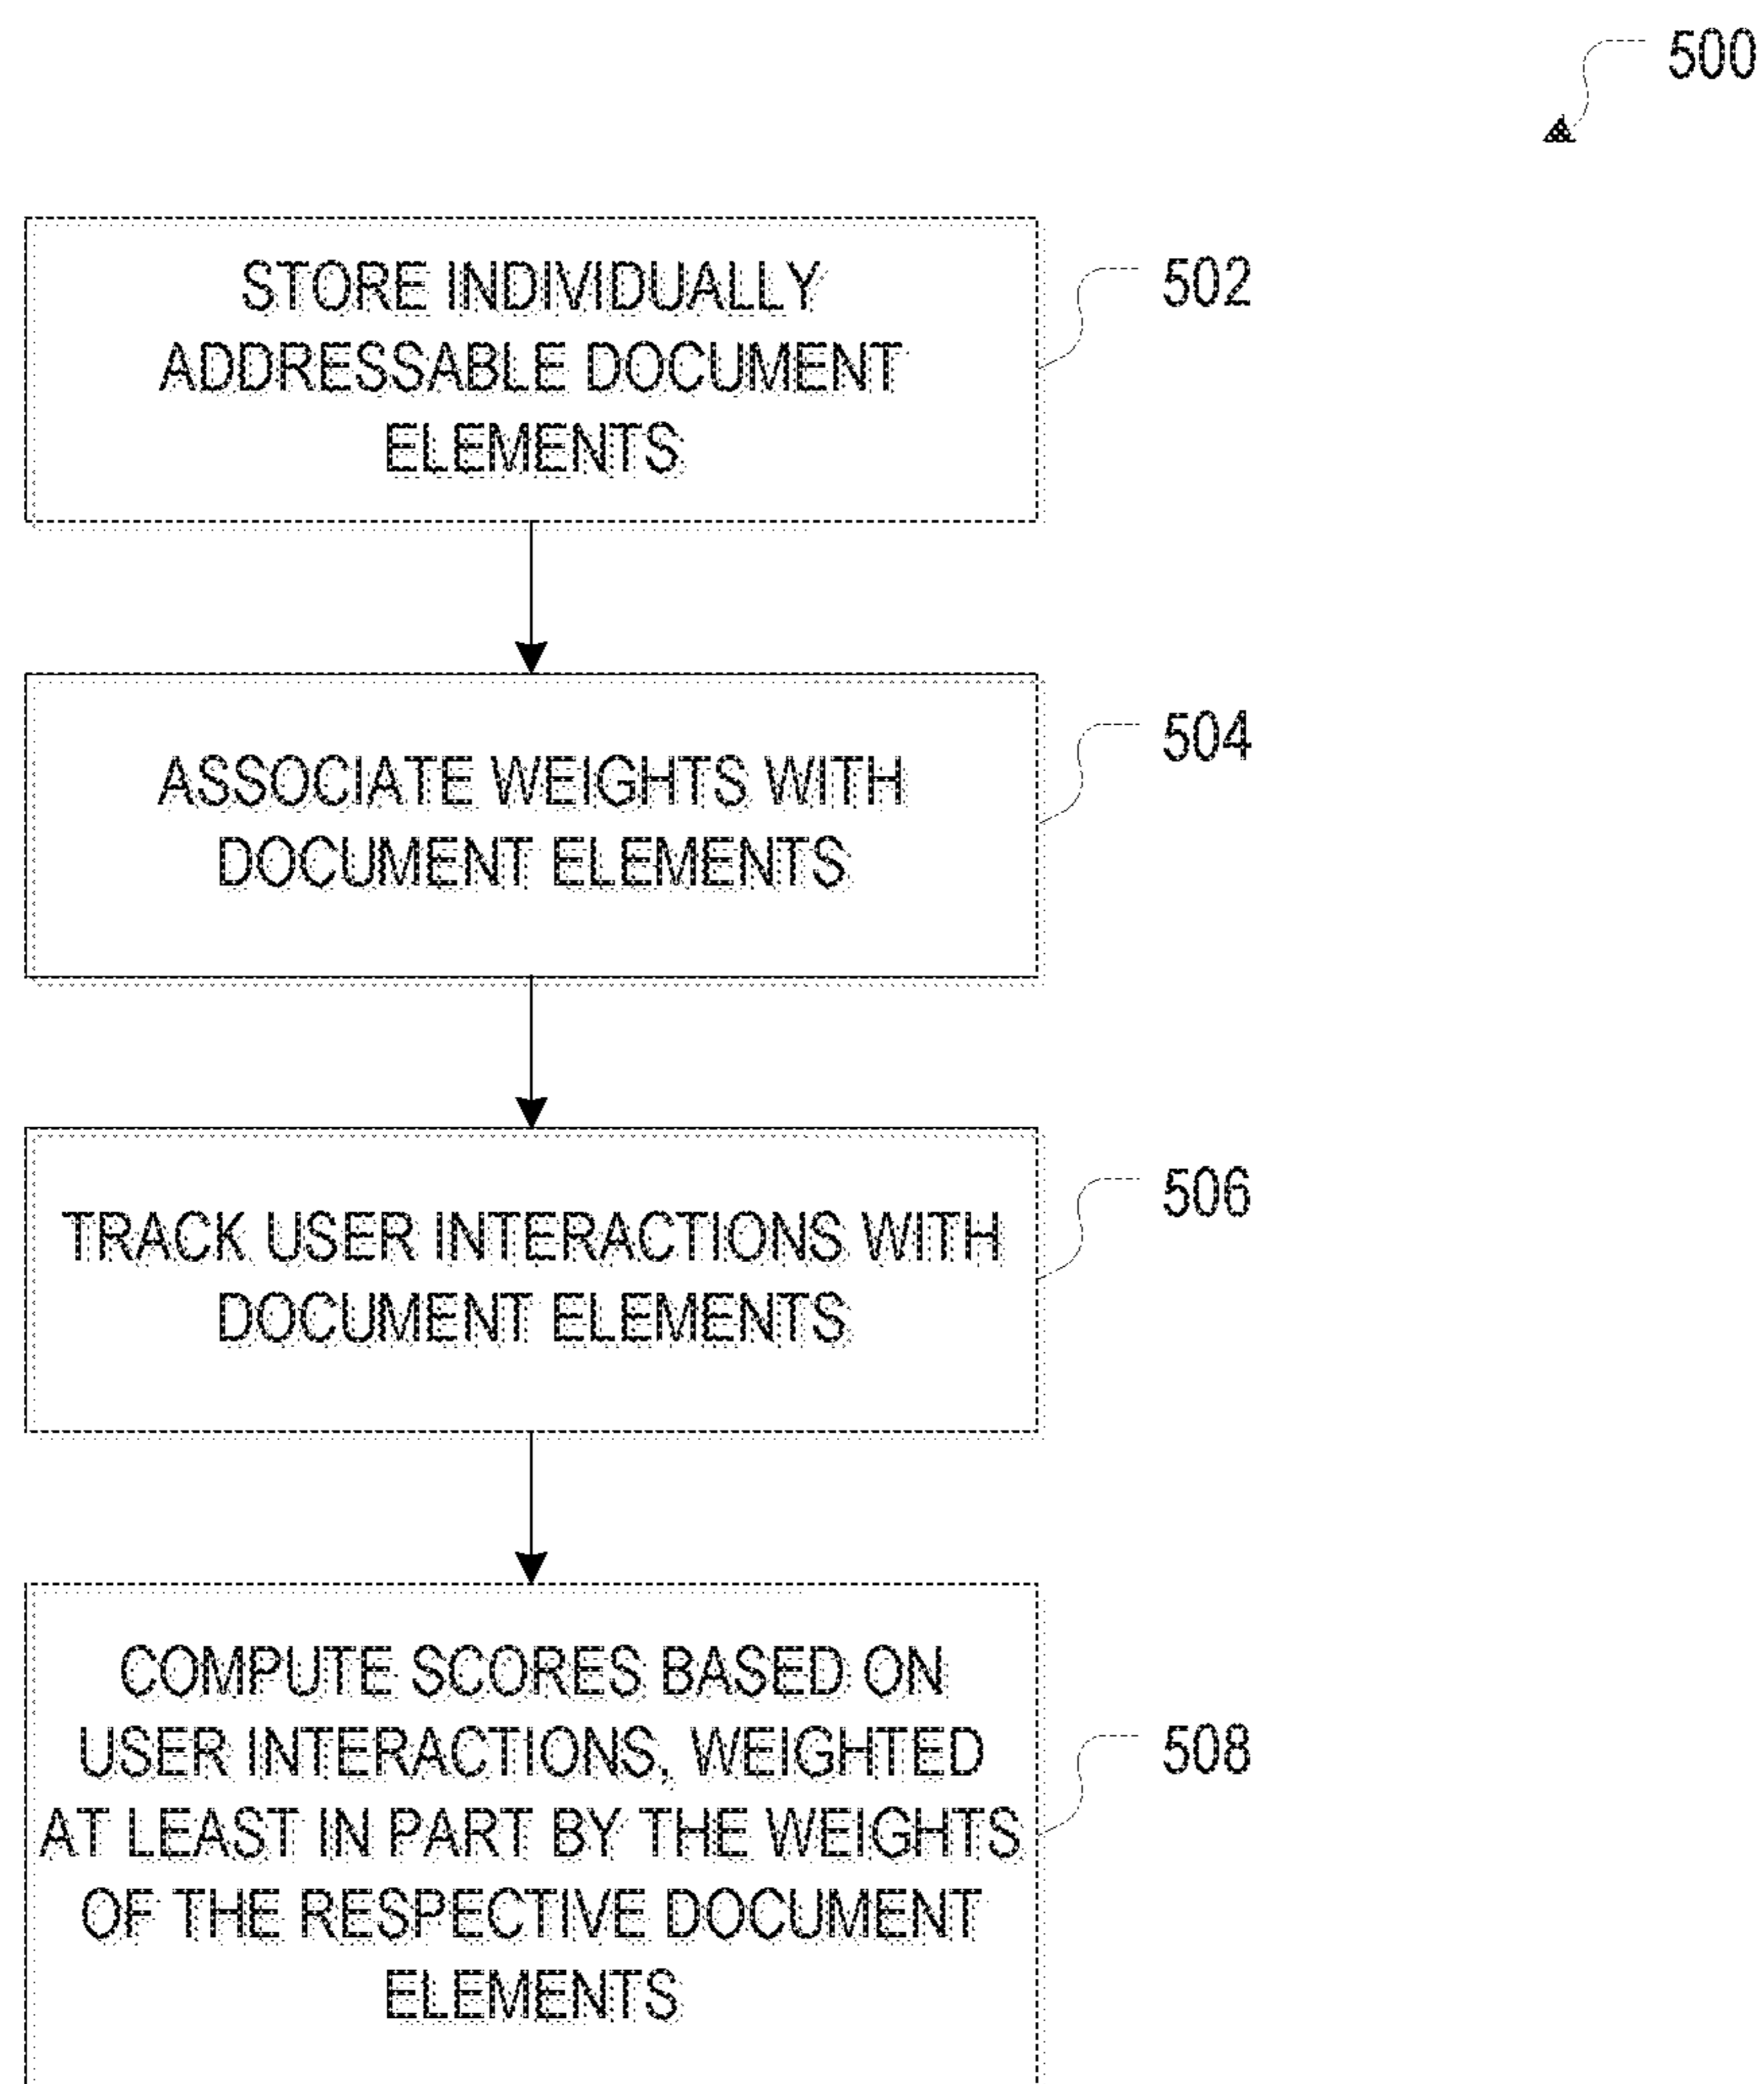 500
STORE INDIVIDUALLY
ADDRESSABLE DOCUMENT
ELEMENTS
502
ASSOCIATE WEIGHTS WITH
DOCUMENT ELEMENTS
504
TRACK USER INTERACTIONS WITH
DOCUMENT ELEMENTS
506
COMPUTE SCORES BASED ON
USER INTERACTIONS, WEIGHTED
AT LEAST IN PART BY THE WEIGHTS
OF THE RESPECTIVE DOCUMENT
ELEMENTS
508